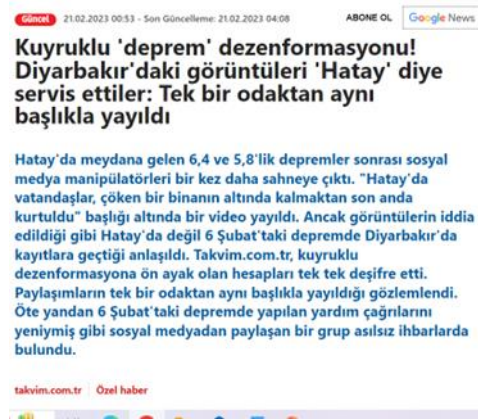 Güncel 21.02.2023 00:53 - Son Güncelleme: 21.02.2023 04:08 ABONE OL Google News
Kuyruklu 'deprem' dezenformasyonu!
Diyarbakır'daki görüntüleri 'Hatay' diye
servis ettiler: Tek bir odaktan aynı
başlıkla yayıldı
Hatay'da meydana gelen 6,4 ve 5,8'lik depremler sonrası sosyal
medya manipülatörleri bir kez daha sahneye çıktı. "Hatay'da
vatandaşlar, çöken bir binanın altında kalmaktan son anda
kurtuldu" başlığı altında bir video yayıldı. Ancak görüntülerin iddia
edildiği gibi Hatay'da değil 6 Şubat'taki depremde Diyarbakır'da
kayıtlara geçtiği anlaşıldı. Takvim.com.tr, kuyruklu
dezenformasyona ön ayak olan hesapları tek tek deşifre etti.
Paylaşımların tek bir odaktan aynı başlıkla yayıldığı gözlemlendi.
Öte yandan 6 Şubat'taki depremde yapılan yardım çağrılarını
yeniymiş gibi sosyal medyadan paylaşan bir grup asılsız ihbarlarda
bulundu.
takvim.com.tr Özel haber